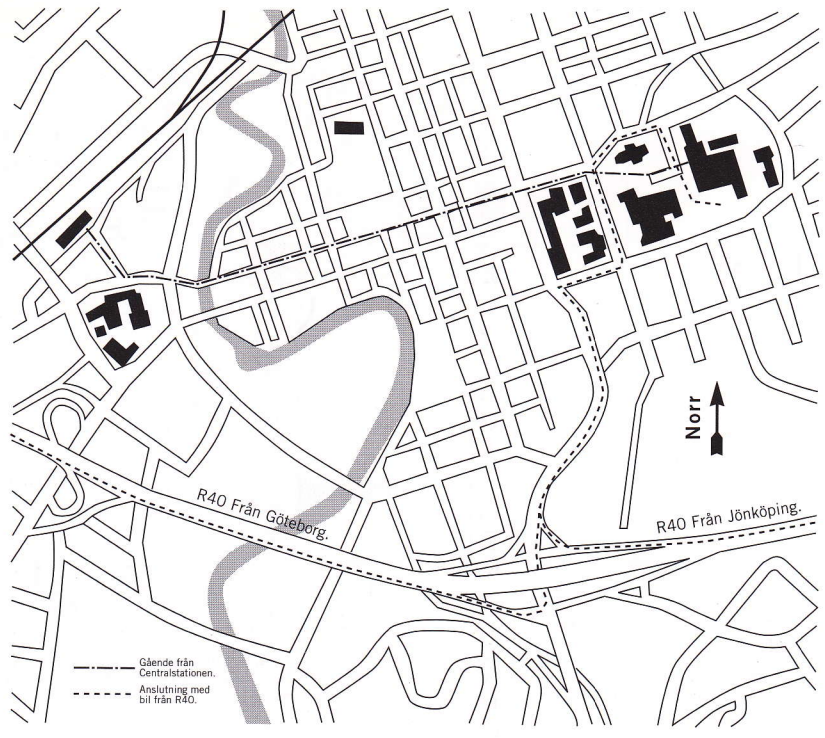 Norr
R40 Från Göteborg.
R40 Från Jönköping.
Gående från
Centralstationen.
Anslutning med
bil från R40.